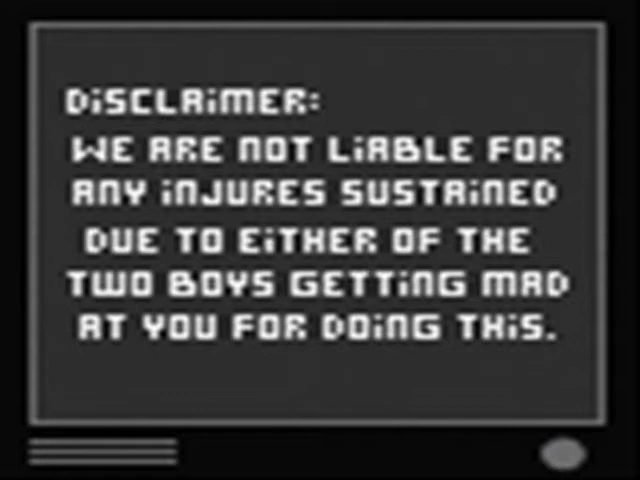 DiSCLAiMER:
WE ARE NOT LiABLE FOR
ANY iNJURES SUSTAiNED
DUE TO EiTHER OF THE
TWO BOYS GETTiNG MAD
AT YOU FOR DOiNG THiS.